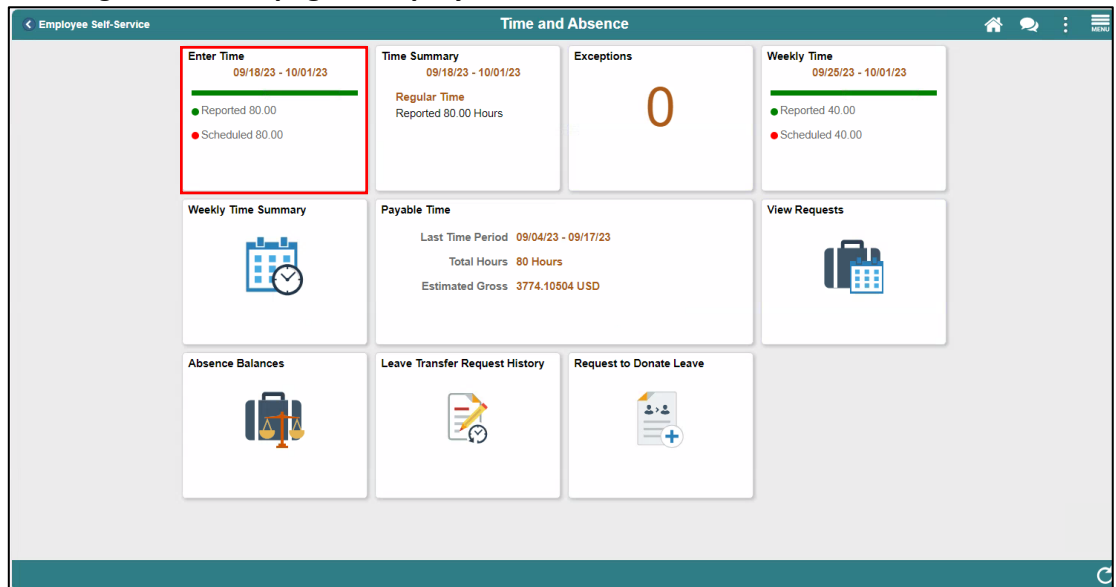 Employee Self-Service
Time and Absence
MENU
Enter Time
09/18/23 - 10/01/23
Reported 80.00
Scheduled 80.00
Time Summary
09/18/23 - 10/01/23
Regular Time
Reported 80.00 Hours
Exceptions
0
Weekly Time
09/25/23 - 10/01/23
Reported 40.00
Scheduled 40.00
Weekly Time Summary
Payable Time
Last Time Period 09/04/23 - 09/17/23
Total Hours 80 Hours
Estimated Gross 3774.10504 USD
View Requests
Absence Balances
Leave Transfer Request History
Request to Donate Leave